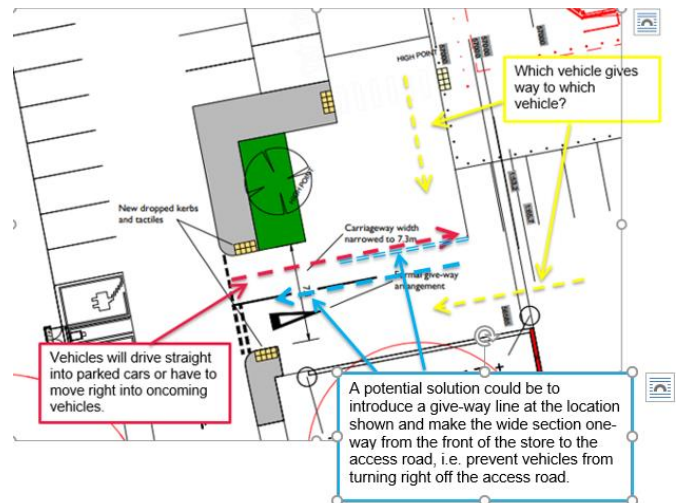 HIGH POINT
Which vehicle gives
way to which
vehicle?
HIGH POINT
New dropped kerbs
and tactiles
Carriageway width
narrowed to 7.3m
give-way
arrangement
Vehicles will drive straight
into parked cars or have to
move right into oncoming
vehicles.
A potential solution could be to
introduce a give-way line at the location
shown and make the wide section one-
way from the front of the store to the
access road, i.e. prevent vehicles from
turning right off the access road.